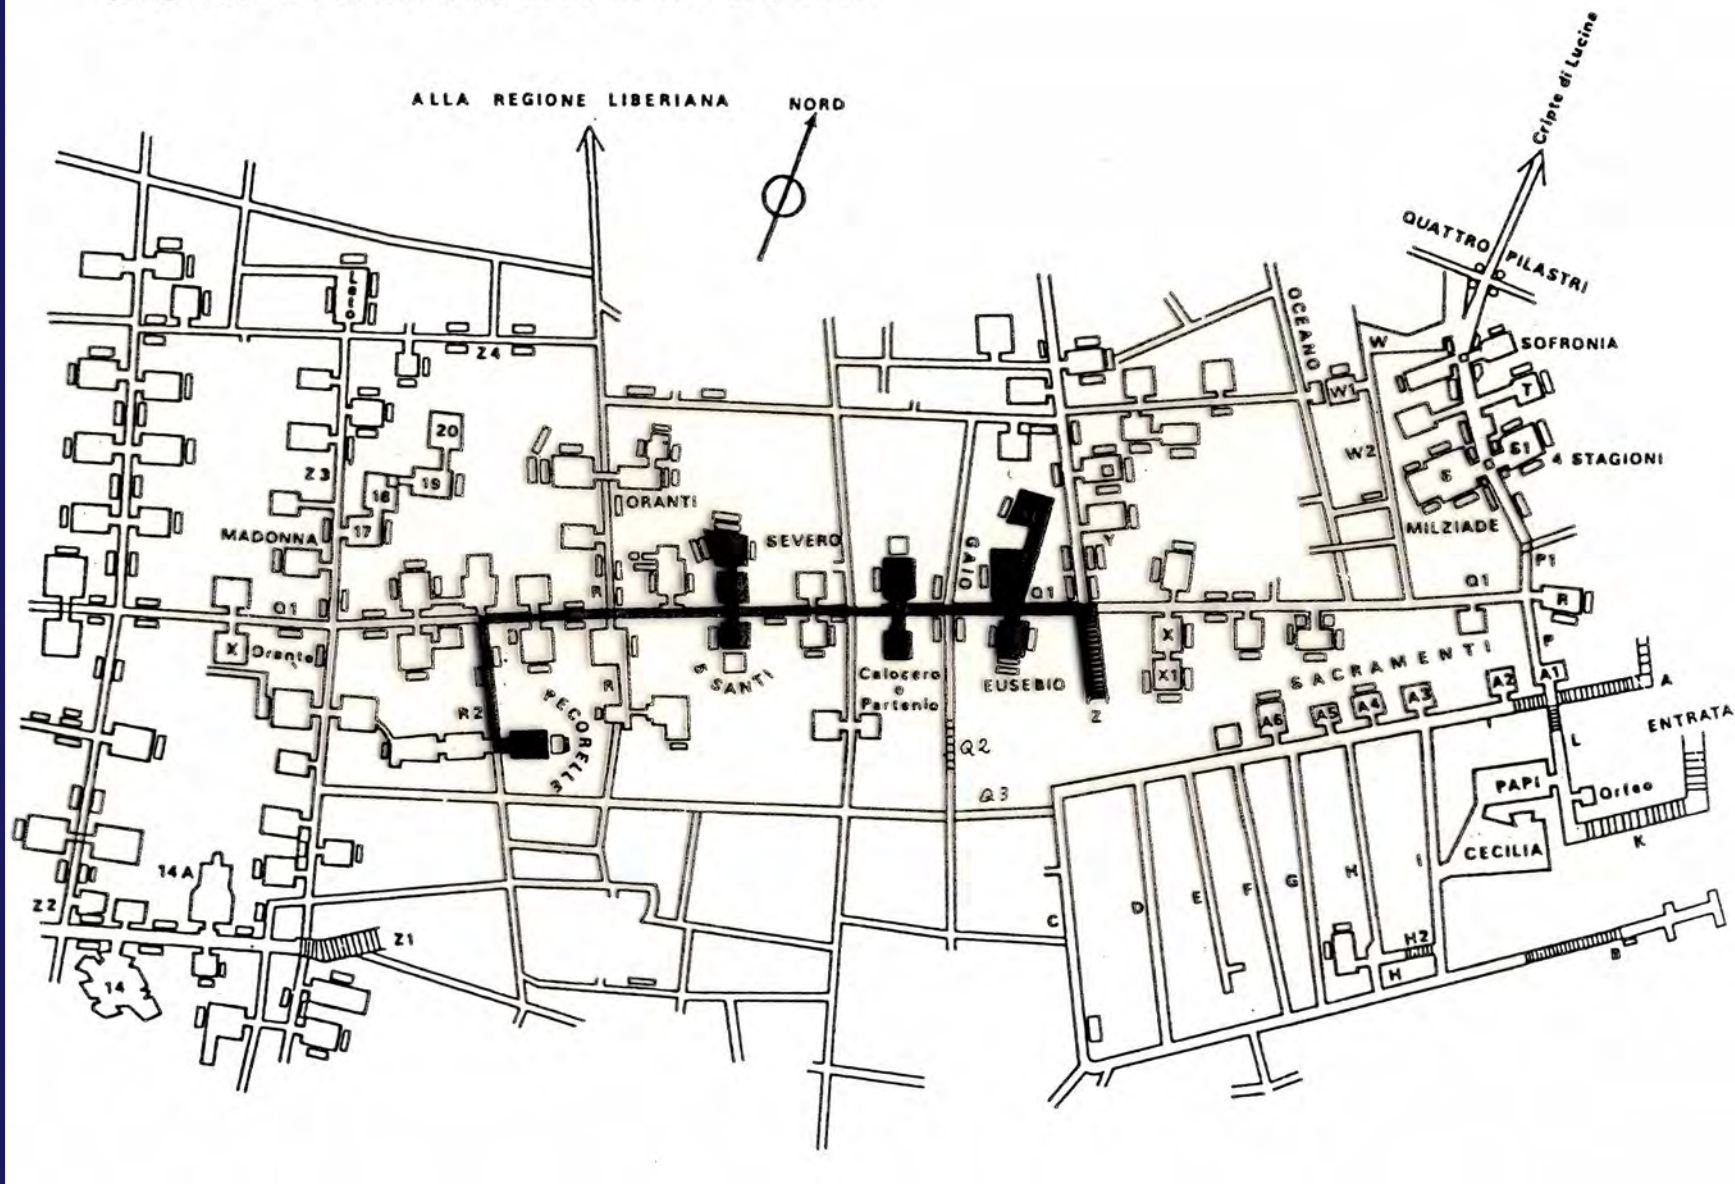 ALLA REGIONE LIBERIANA
NORD
Cripte di Lucina
QUATTRO PILASTRI
OCEANO
W
SOFRONIA
Z4
W1
T
20
W2
S1
4 STAGIONI
Z3
19
S
18
ORANTI
MADONNA
17
SEVERO
GAIO
Y
MILZIADE
P1
Q1
R
Q1
Q1
R
X
Orante
X
SACRAMENTI
P
5 SANTI
Calocero
e
Partenio
EUSEBIO
X1
A1
A
R
A2
R2
PECORELLE
Z
A6
A5
A4
A3
L
ENTRATA
Q2
Q3
PAPI
Orfeo
CECILIA
K
14A
Z2
Z1
C
D
E
F
G
H
I
H2
H
B
14